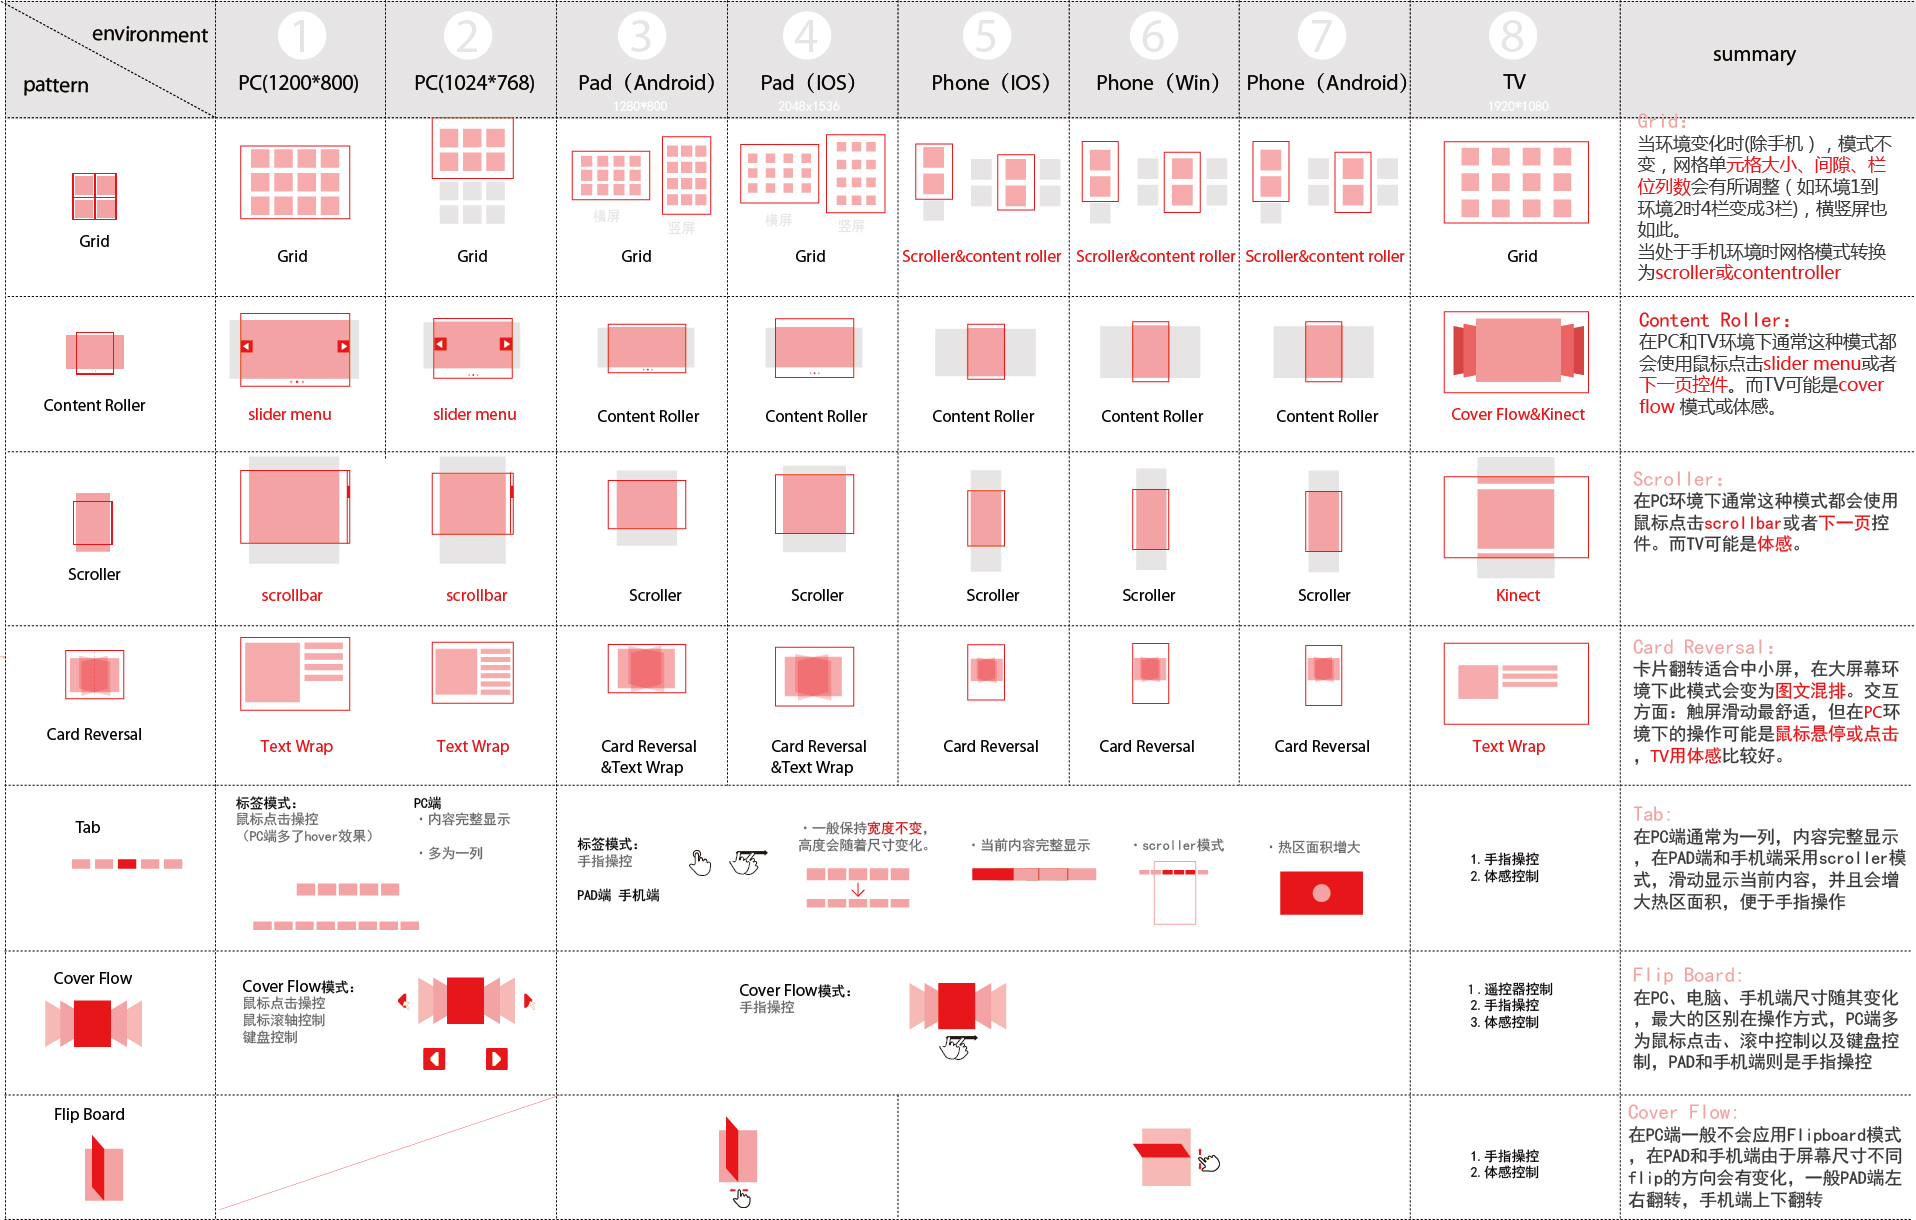 environment
pattern
1
PC(1200*800)
2
PC(1024*768)
3
Pad（Android）
1280*800
4
Pad（IOS）
2048x1536
5
Phone（IOS）
6
Phone（Win）
7
Phone（Android）
8
TV
1920*1080
summary
Grid
Grid
Grid
横屏
竖屏
Grid
横屏
竖屏
Grid
Scroller&content roller
Scroller&content roller
Scroller&content roller
Grid
Grid：
当环境变化时(除手机），模式不
变，网格单元格大小、间隙、栏
位列数会有所调整（如环境1到
环境2时4栏变成3栏)，横竖屏也
如此。
当处于手机环境时网格模式转换
为scroller或contentroller
Content Roller
slider menu
slider menu
Content Roller
Content Roller
Content Roller
Content Roller
Content Roller
Cover Flow&Kinect
Content Roller：
在PC和TV环境下通常这种模式都
会使用鼠标点击slider menu或者
下一页控件。而TV可能是cover
flow 模式或体感。
Scroller
scrollbar
scrollbar
Scroller
Scroller
Scroller
Scroller
Scroller
Kinect
Scroller：
在PC环境下通常这种模式都会使用
鼠标点击scrollbar或者下一页控
件。而TV可能是体感。
Card Reversal
Text Wrap
Text Wrap
Card Reversal
&Text Wrap
Card Reversal
&Text Wrap
Card Reversal
Card Reversal
Card Reversal
Text Wrap
Card Reversal：
卡片翻转适合中小屏，在大屏幕环
境下此模式会变为图文混排。交互
方面：触屏滑动最舒适，但在PC环
境下的操作可能是鼠标悬停或点击
，TV用体感比较好。
Tab
标签模式：
鼠标点击操控
（PC端多了hover效果）
PC端
·内容完整显示
·多为一列
标签模式：
手指操控
PAD端 手机端
·一般保持宽度不变，
高度会随着尺寸变化。
·当前内容完整显示
·scroller模式
·热区面积增大
1. 手指操控
2. 体感控制
Tab:
在PC端通常为一列，内容完整显示
，在PAD端和手机端采用scroller模
式，滑动显示当前内容，并且会增
大热区面积，便于手指操作
Cover Flow
Cover Flow模式：
鼠标点击操控
鼠标滚轴控制
键盘控制
Cover Flow模式：
手指操控
1. 遥控器控制
2. 手指操控
3. 体感控制
Flip Board:
在PC、电脑、手机端尺寸随其变化
，最大的区别在操作方式，PC端多
为鼠标点击、滚中控制以及键盘控
制，PAD和手机端则是手指操控
Flip Board
1. 手指操控
2. 体感控制
Cover Flow:
在PC端一般不会应用Flipboard模式
，在PAD和手机端由于屏幕尺寸不同
flip的方向会有变化，一般PAD端左
右翻转，手机端上下翻转